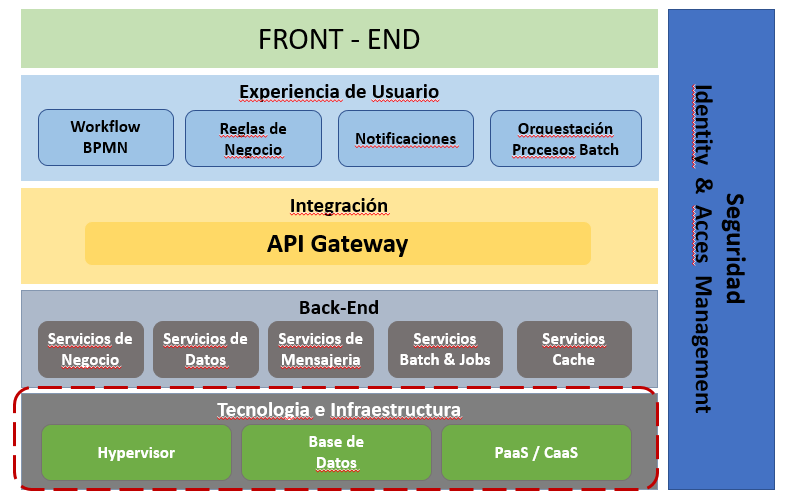 FRONT - END
Experiencia de Usuario
Workflow
BPMN
Reglas de
Negocio
Notificaciones
Orquestación
Procesos Batch
Integración
API Gateway
Back-End
Servicios de
Negocio
Servicios de
Datos
Servicios de
Mensajeria
Servicios
Batch & Jobs
Servicios
Cache
Tecnologia e Infraestructura
Hypervisor
Base de
Datos
PaaS / CaaS
Seguridad
Identity & Acces Management